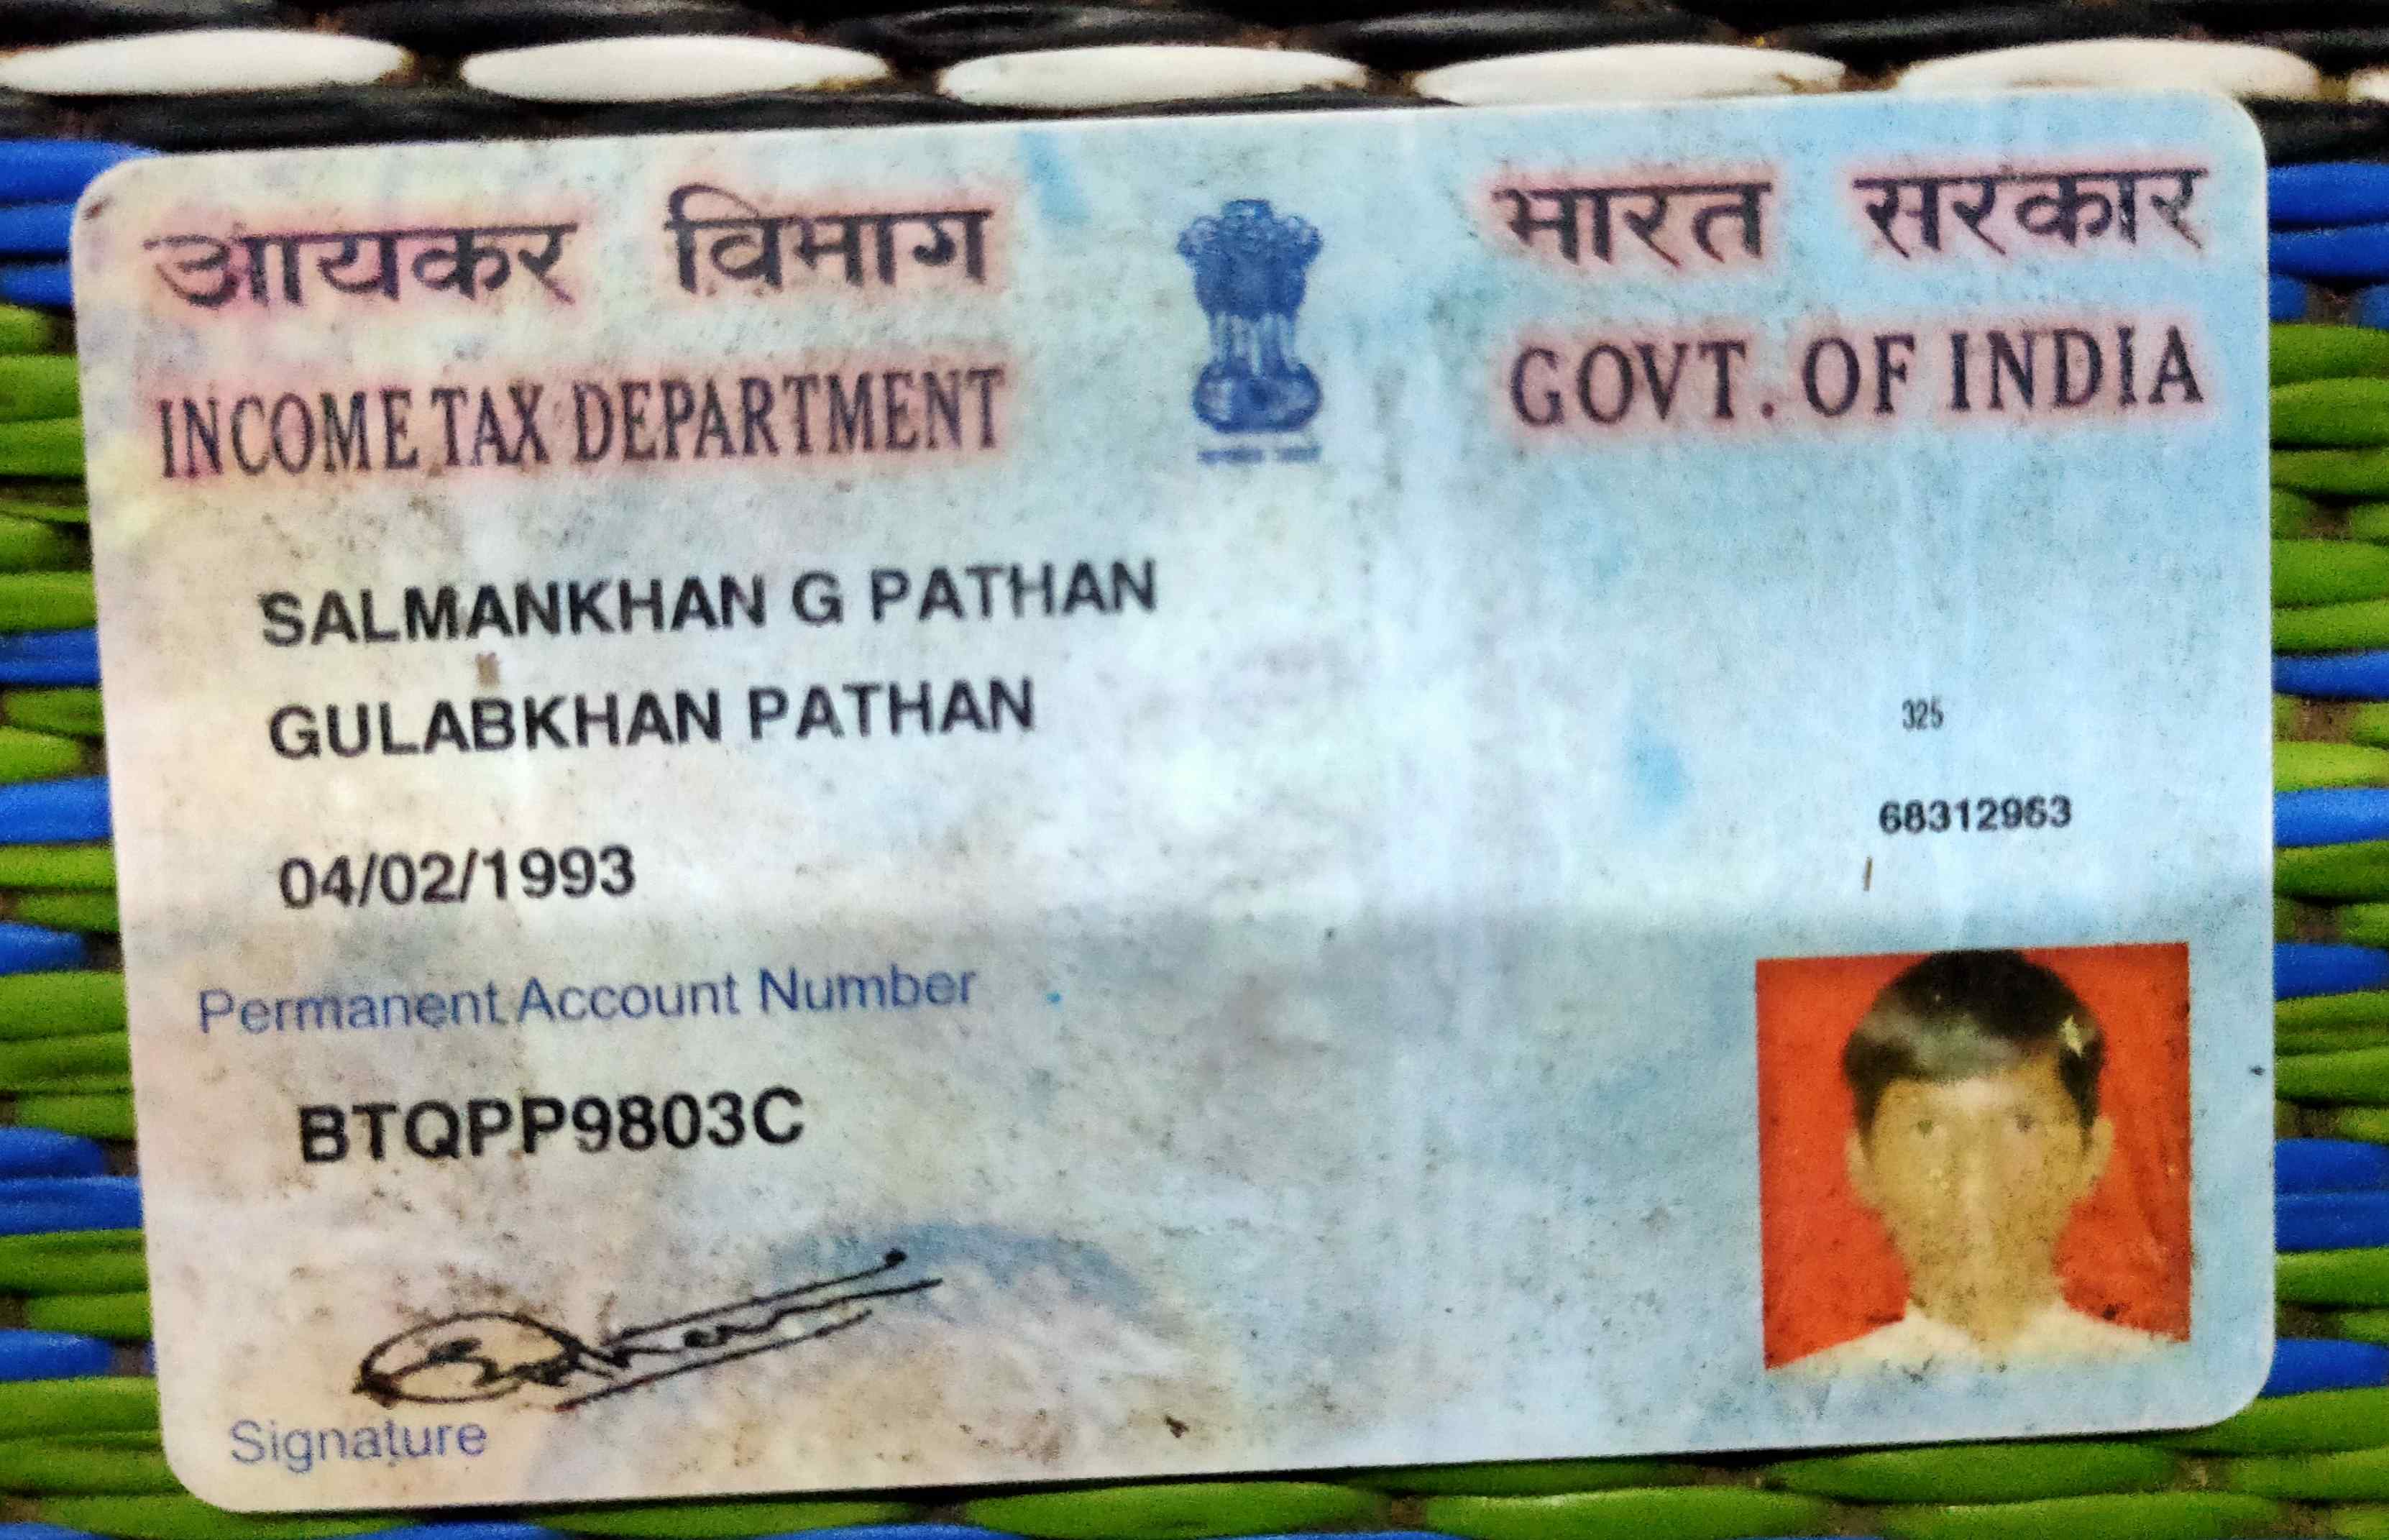 आयकर विभाग
INCOME TAX DEPARTMENT
भारत सरकार
GOVT. OF INDIA
SALMANKHAN G PATHAN
GULABKHAN PATHAN
325
68312963
04/02/1993
Permanent Account Number
BTQPP9803C
Signature